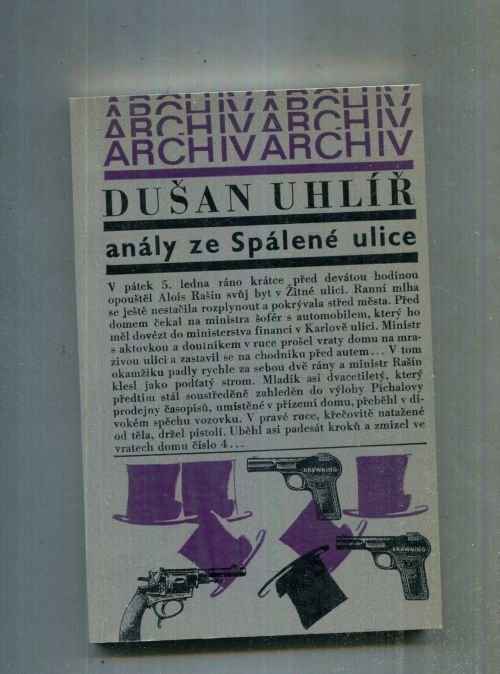 ARCHIV ARCHIV
ARCHIV ARCHIV
ARCHIV ARCHIV
DUŠAN UHLÍŘ
anály ze Spálené ulice
V pátek 5. ledna ráno krátce před devátou hodinou
opouštěl Alois Rašín svůj byt v Žitné ulici. Ranní mlha
se ještě nestačila rozplynout a pokrývala střed města. Před
domem čekal na ministra šofér s automobilem, který ho
měl dovézt do ministerstva financí v Karlově ulici. Ministr
s aktovkou a doutníkem v ruce prošel vraty domu na mra-
zivou ulici a zastavil se na chodníku před autem... V tom
okamžiku padly rychle za sebou dvě rány a ministr Rašín
klesl jako podťatý strom. Mladík asi dvacetiletý, který
předtím stál soustředěně zahleděn do výlohy Píchalovy
prodejny časopisů, umístěné v přízemí domu, přeběhl v di-
vokém spěchu vozovku. V pravé ruce, křečovitě natažené
od těla, držel pistoli. Uběhl asi padesát kroků a zmizel ve
vratech domu číslo 4...
BROWNING
BROWNING